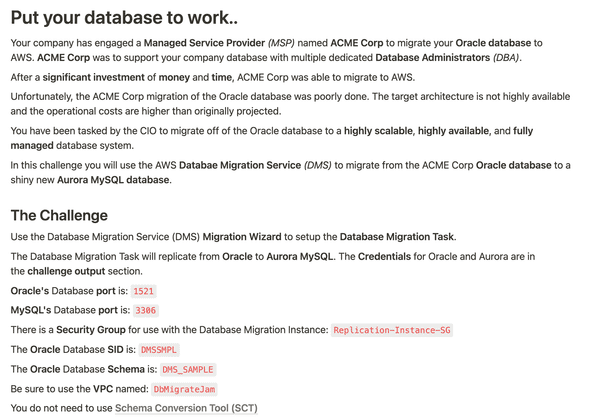 Put your database to work..
Your company has engaged a Managed Service Provider (MSP) named ACME Corp to migrate your Oracle database to
AWS. ACME Corp was to support your company database with multiple dedicated Database Administrators (DBA).
After a significant investment of money and time, ACME Corp was able to migrate to AWS.
Unfortunately, the ACME Corp migration of the Oracle database was poorly done. The target architecture is not highly available
and the operational costs are higher than originally projected.
You have been tasked by the CIO to migrate off of the Oracle database to a highly scalable, highly available, and fully
managed database system.
In this challenge you will use the AWS Databae Migration Service (DMS) to migrate from the ACME Corp Oracle database to a
shiny new Aurora MySQL database.
The Challenge
Use the Database Migration Service (DMS) Migration Wizard to setup the Database Migration Task.
The Database Migration Task will replicate from Oracle to Aurora MySQL. The Credentials for Oracle and Aurora are in
the challenge output section.
Oracle's Database port is: 1521
MySQL's Database port is: 3306
There is a Security Group for use with the Database Migration Instance: Replication-Instance-SG
The Oracle Database SID is: DMSSMPL
The Oracle Database Schema is: DMS_SAMPLE
Be sure to use the VPC named: DbMigrateJam
You do not need to use Schema Conversion Tool (SCT)